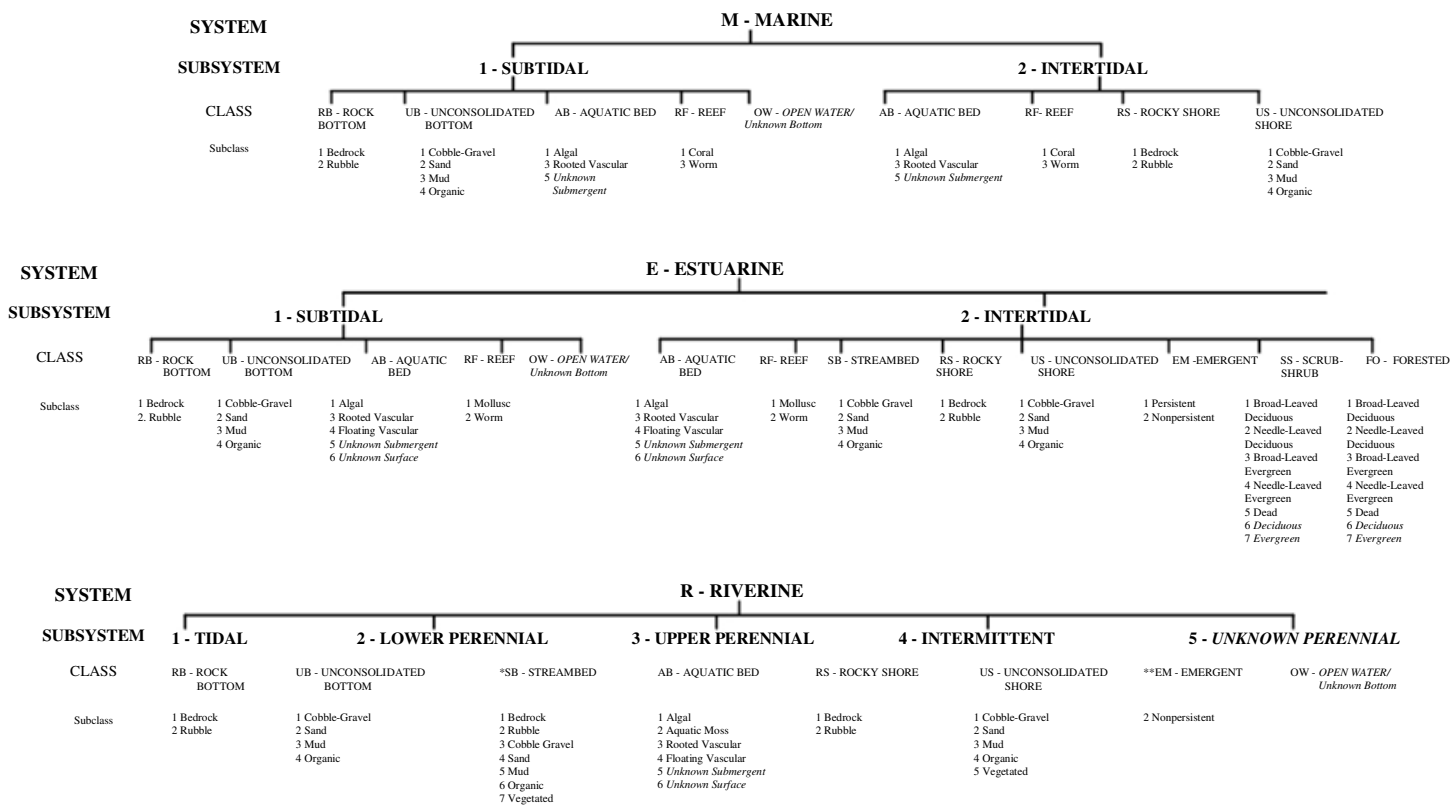 SYSTEM
M - MARINE
SUBSYSTEM
1 - SUBTIDAL
2 - INTERTIDAL
CLASS
RB - ROCK
BOTTOM
UB - UNCONSOLIDATED
BOTTOM
AB - AQUATIC BED
RF - REEF
OW - OPEN WATER/
Unknown Bottom
AB - AQUATIC BED
RF- REEF
RS - ROCKY SHORE
US - UNCONSOLIDATED
SHORE
Subclass
1 Bedrock
2 Rubble
1 Cobble-Gravel
2 Sand
3 Mud
4 Organic
1 Algal
3 Rooted Vascular
5 Unknown
Submergent
1 Coral
3 Worm
1 Algal
3 Rooted Vascular
5 Unknown Submergent
1 Coral
3 Worm
1 Bedrock
2 Rubble
1 Cobble-Gravel
2 Sand
3 Mud
4 Organic
SYSTEM
E - ESTUARINE
SUBSYSTEM
1 - SUBTIDAL
2 - INTERTIDAL
CLASS
RB - ROCK
BOTTOM
UB - UNCONSOLIDATED
BOTTOM
AB - AQUATIC
BED
RF - REEF
OW - OPEN WATER/
Unknown Bottom
AB - AQUATIC
BED
RF- REEF
SB - STREAMBED
RS - ROCKY
SHORE
US - UNCONSOLIDATED
SHORE
EM -EMERGENT
SS - SCRUB-
SHRUB
FO - FORESTED
Subclass
1 Bedrock
2. Rubble
1 Cobble-Gravel
2 Sand
3 Mud
4 Organic
1 Algal
3 Rooted Vascular
4 Floating Vascular
5 Unknown Submergent
6 Unknown Surface
1 Mollusc
2 Worm
1 Algal
3 Rooted Vascular
4 Floating Vascular
5 Unknown Submergent
6 Unknown Surface
1 Mollusc
2 Worm
1 Cobble Gravel
2 Sand
3 Mud
4 Organic
1 Bedrock
2 Rubble
1 Cobble-Gravel
2 Sand
3 Mud
4 Organic
1 Persistent
2 Nonpersistent
1 Broad-Leaved
Deciduous
2 Needle-Leaved
Deciduous
3 Broad-Leaved
Evergreen
4 Needle-Leaved
Evergreen
5 Dead
6 Deciduous
7 Evergreen
1 Broad-Leaved
Deciduous
2 Needle-Leaved
Deciduous
3 Broad-Leaved
Evergreen
4 Needle-Leaved
Evergreen
5 Dead
6 Deciduous
7 Evergreen
SYSTEM
R - RIVERINE
SUBSYSTEM
1 - TIDAL
2 - LOWER PERENNIAL
3 - UPPER PERENNIAL
4 - INTERMITTENT
5 - UNKNOWN PERENNIAL
CLASS
RB - ROCK
BOTTOM
UB - UNCONSOLIDATED
BOTTOM
*SB - STREAMBED
AB - AQUATIC BED
RS - ROCKY SHORE
US - UNCONSOLIDATED
SHORE
**EM - EMERGENT
OW - OPEN WATER/
Unknown Bottom
Subclass
1 Bedrock
2 Rubble
1 Cobble-Gravel
2 Sand
3 Mud
4 Organic
1 Bedrock
2 Rubble
3 Cobble Gravel
4 Sand
5 Mud
6 Organic
7 Vegetated
1 Algal
2 Aquatic Moss
3 Rooted Vascular
4 Floating Vascular
5 Unknown Submergent
6 Unknown Surface
1 Bedrock
2 Rubble
1 Cobble-Gravel
2 Sand
3 Mud
4 Organic
5 Vegetated
2 Nonpersistent